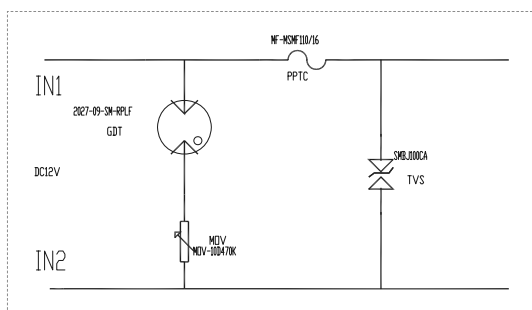 MF-MSMF110/16
PPTC
IN1
2027-09-SM-RPLF
GDT
SMBJ100CA
TVS
DC12V
MOV
MOV-10D470K
IN2